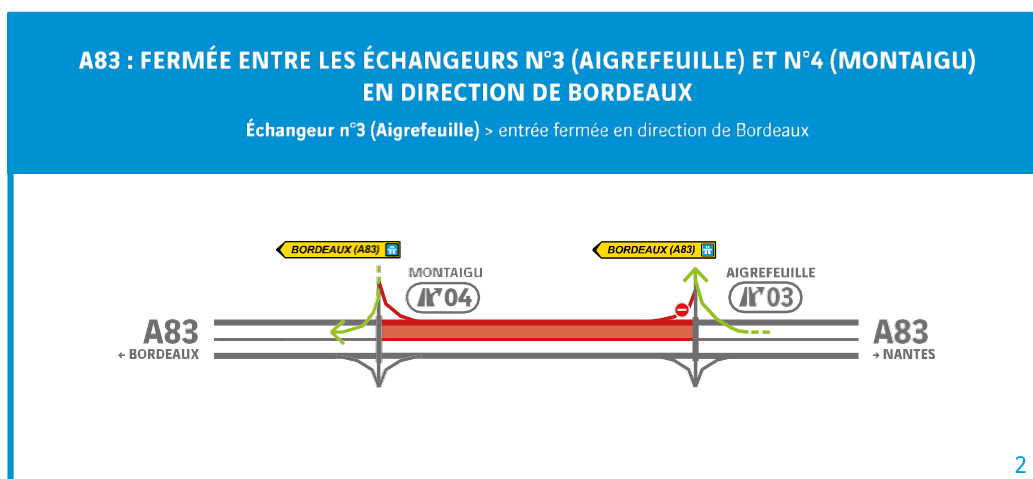 A83 : FERMÉE ENTRE LES ÉCHANGEURS N°3 (AIGREFEUILLE) ET N°4 (MONTAIGU)
EN DIRECTION DE BORDEAUX
Échangeur n°3 (Aigrefeuille) > entrée fermée en direction de Bordeaux
BORDEAUX (A83)
BORDEAUX (A83)
MONTAIGU
04
AIGREFEUILLE
03
A83
← BORDEAUX
A83
→ NANTES
2